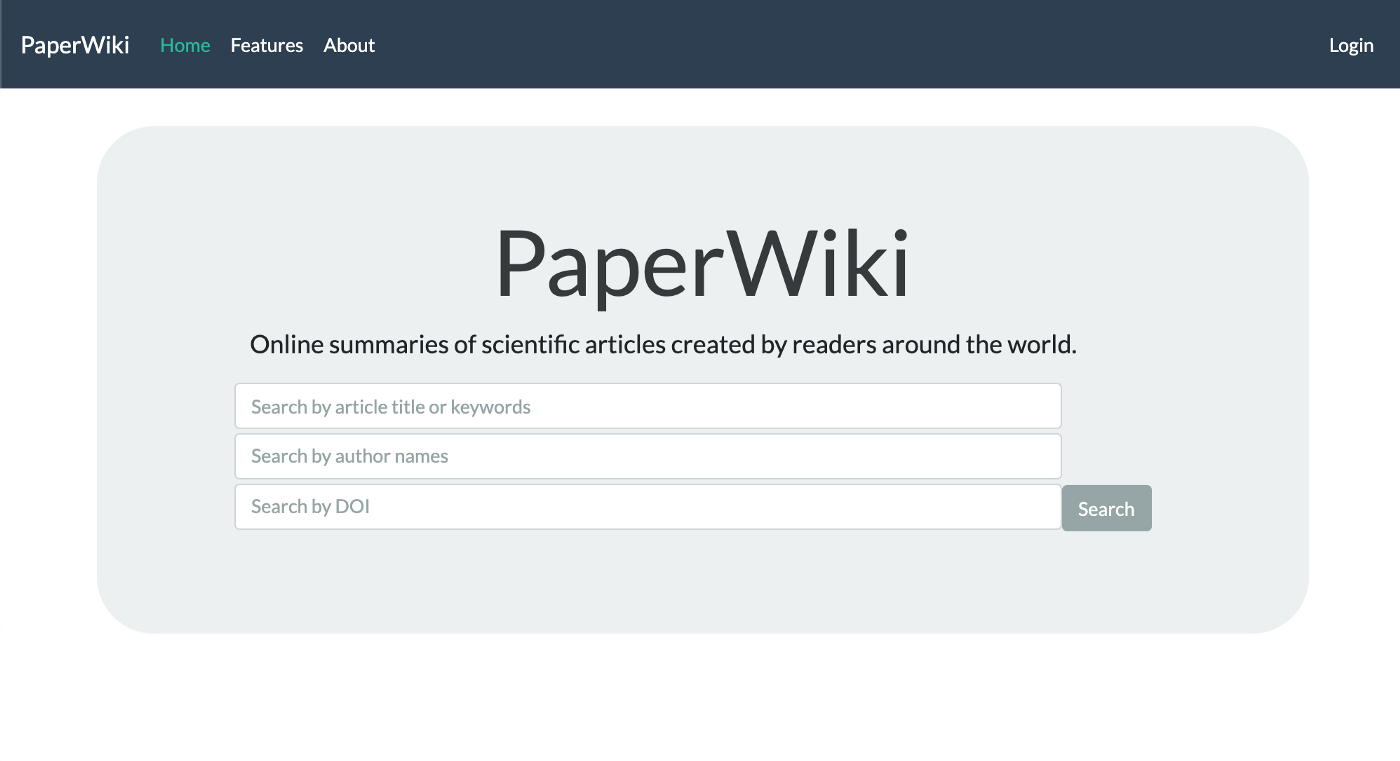 PaperWiki Home Features About Login
PaperWiki
Online summaries of scientific articles created by readers around the world.
Search by article title or keywords
Search by author names
Search by DOI Search